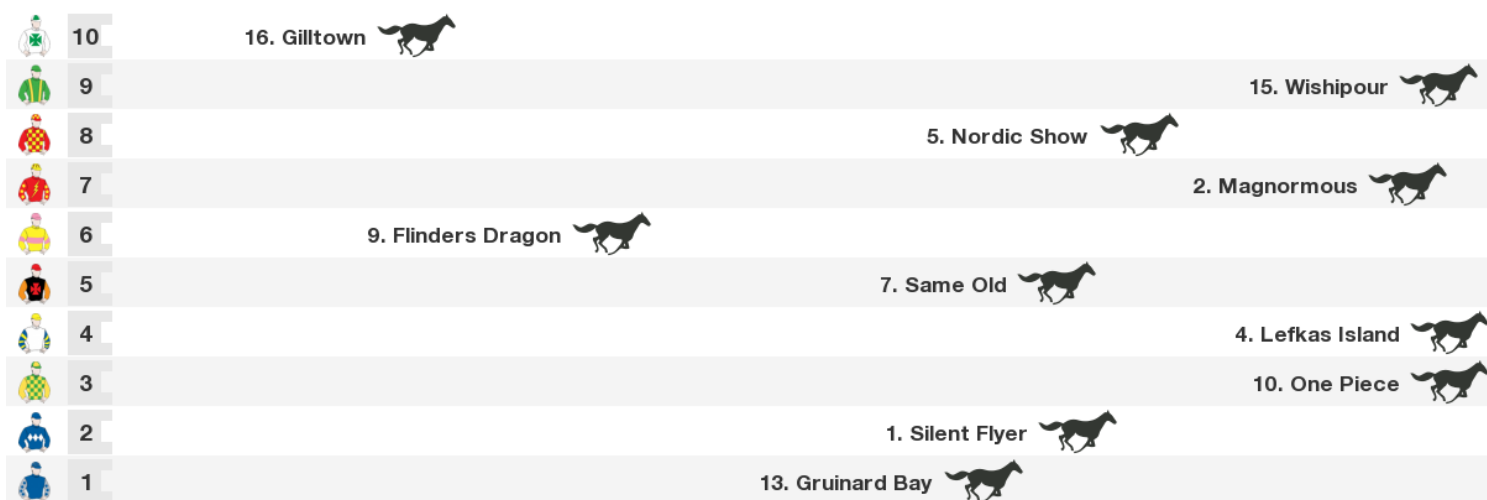 10 16. Gilltown
9 15. Wishipour
8 5. Nordic Show
7 2. Magnormous
6 9. Flinders Dragon
5 7. Same Old
4 4. Lefkas Island
3 10. One Piece
2 1. Silent Flyer
1 13. Gruinard Bay